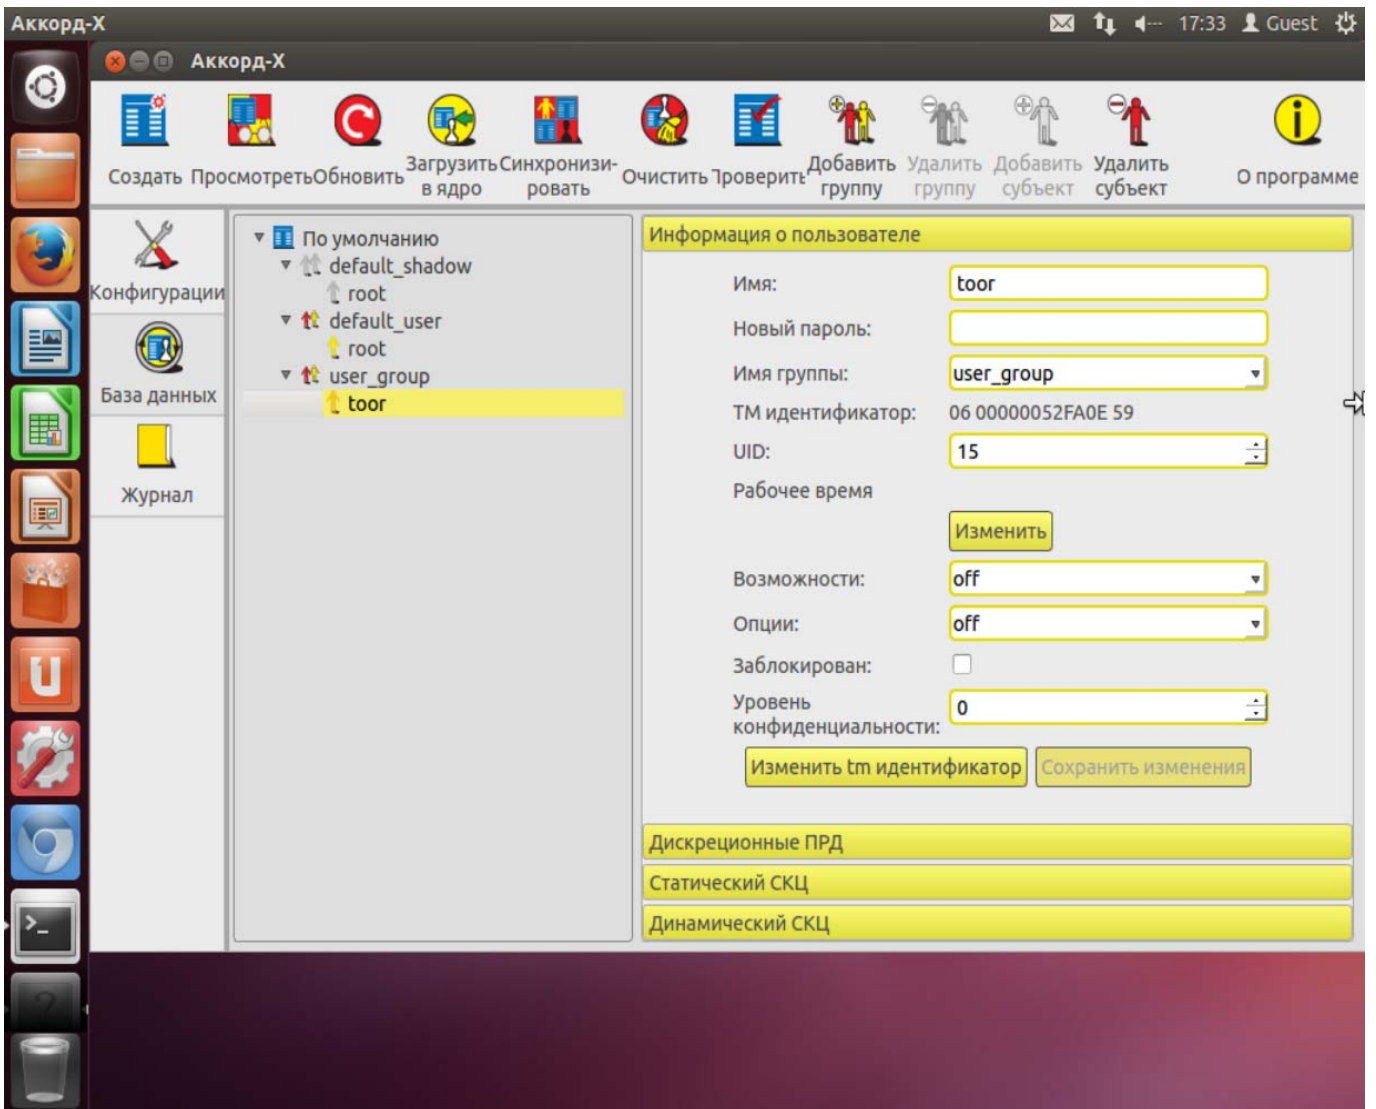 Аккорд-X
17:33 Guest
Аккорд-X
Создать
Просмотреть
Обновить
Загрузить
в ядро
Синхронизи-
ровать
Очистить
Проверить
Добавить
группу
Удалить
группу
Добавить
субъект
Удалить
субъект
О программе
Конфигурации
База данных
Журнал
По умолчанию
default_shadow
root
default_user
root
user_group
toor
Информация о пользователе
Имя: toor
Новый пароль:
Имя группы: user_group
ТМ идентификатор: 06 00000052FA0E 59
UID: 15
Рабочее время
Изменить
Возможности: off
Опции: off
Заблокирован:
Уровень
конфиденциальности: 0
Изменить tm идентификатор Сохранить изменения
Дискреционные ПРД
Статический СКЦ
Динамический СКЦ